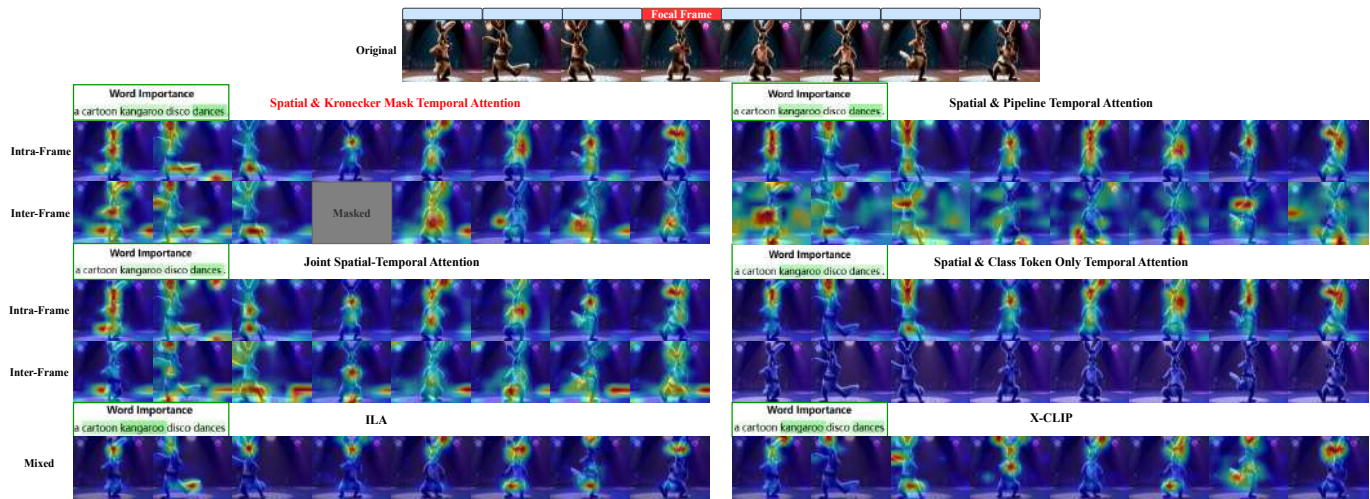 Focal Frame
Original
Word Importance
a cartoon kangaroo disco dances .
Spatial & Kronecker Mask Temporal Attention
Word Importance
a cartoon kangaroo disco dances .
Spatial & Pipeline Temporal Attention
Intra-Frame
Inter-Frame
Masked
Word Importance
a cartoon kangaroo disco dances .
Joint Spatial-Temporal Attention
Word Importance
a cartoon kangaroo disco dances .
Spatial & Class Token Only Temporal Attention
Intra-Frame
Inter-Frame
Word Importance
a cartoon kangaroo disco dances
ILA
Word Importance
a cartoon kangaroo disco dances .
X-CLIP
Mixed